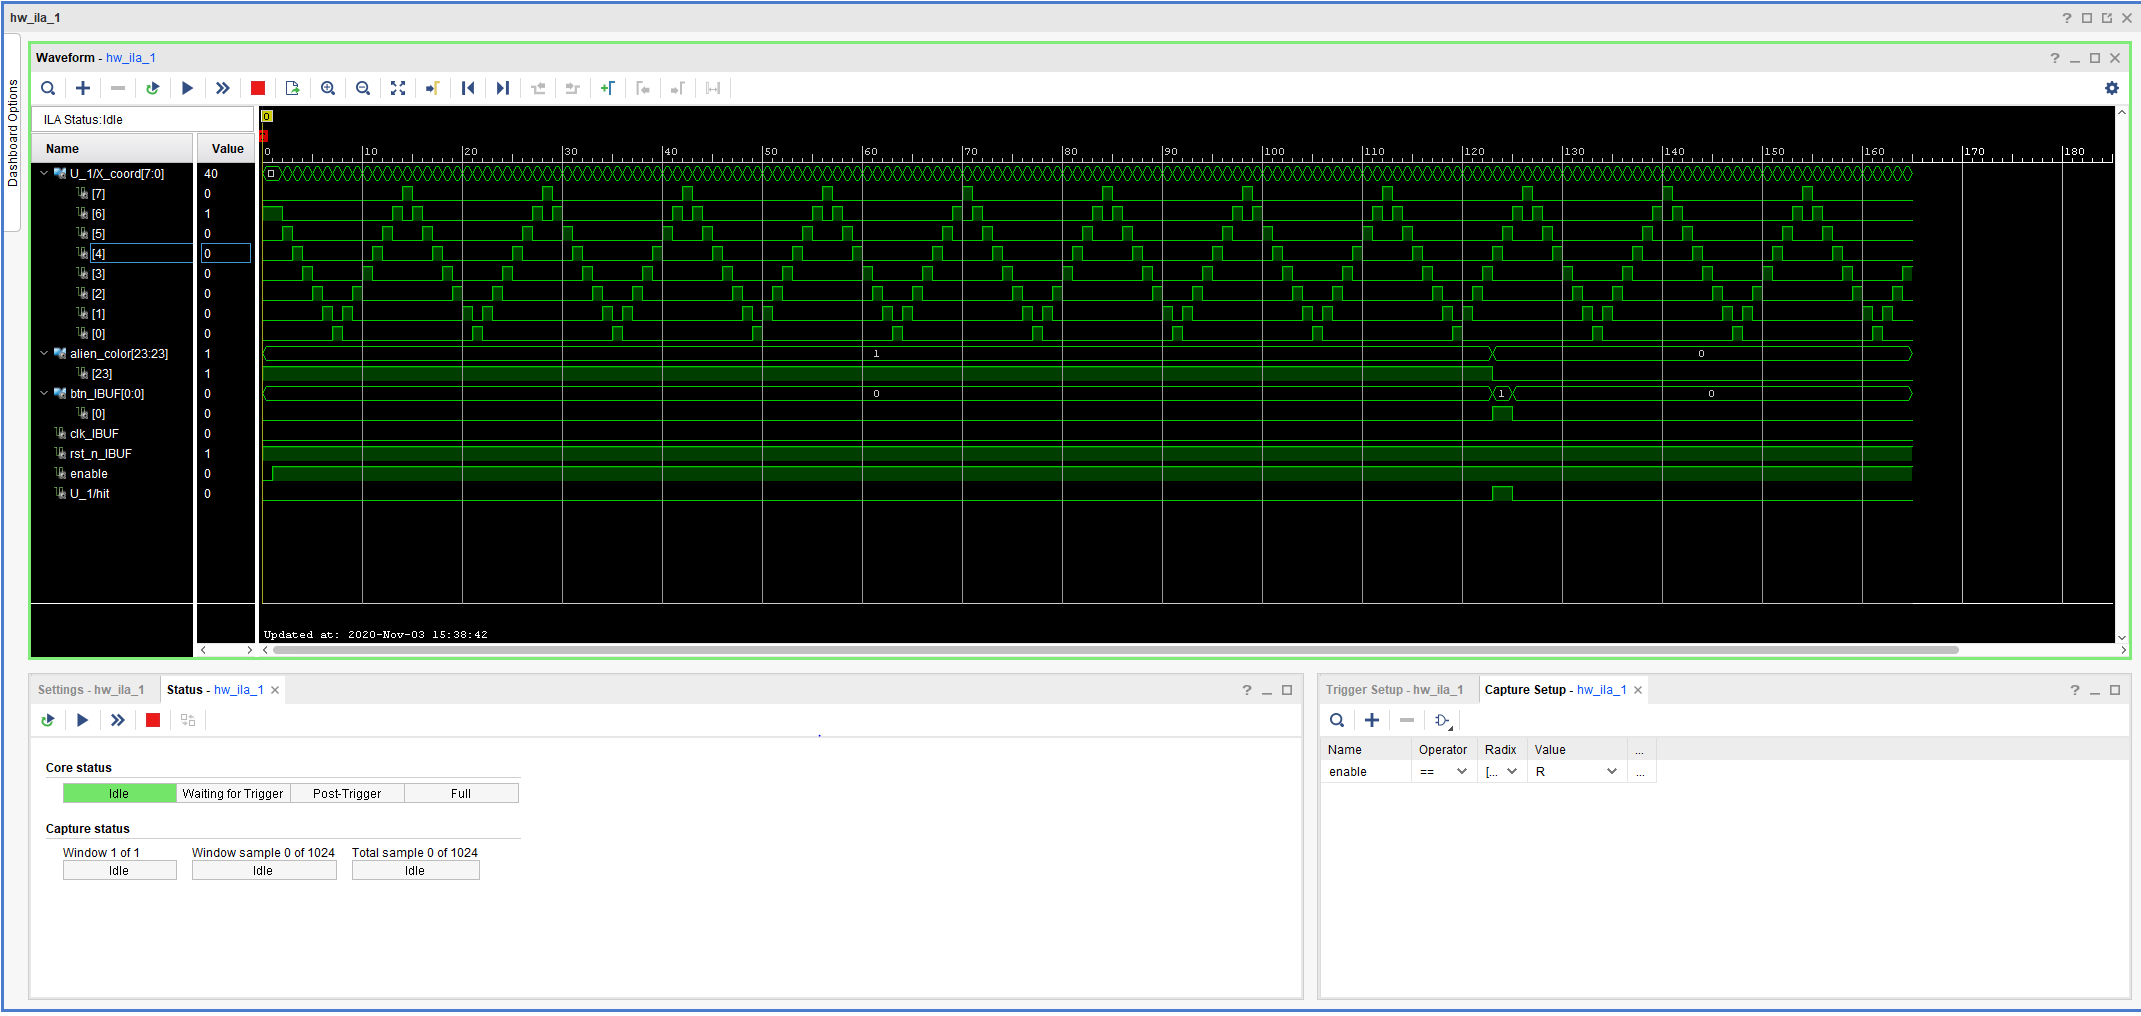 hw_ila_1
Dashboard Options
Waveform - hw_ila_1
ILA Status:Idle
Name Value
0
0 10 20 30 40 50 60 70 80 90 100 110 120 130 140 150 160 170 180
U_1/X_coord[7:0] 40
[7] 0
[6] 1
[5] 0
[4] 0
[3] 0
[2] 0
[1] 0
[0] 0
alien_color[23:23] 1 1 0
[23] 1
btn_IBUF[0:0] 0 0 1 0
[0] 0
clk_IBUF 0
rst_n_IBUF 1
enable 0
U_1/hit 0
Updated at: 2020-Nov-03 15:38:42
Settings - hw_ila_1 Status - hw_ila_1
Core status
Idle Waiting for Trigger Post-Trigger Full
Capture status
Window 1 of 1 Window sample 0 of 1024 Total sample 0 of 1024
Idle Idle Idle
Trigger Setup - hw_ila_1 Capture Setup - hw_ila_1
Name Operator Radix Value ...
enable == [... R ...